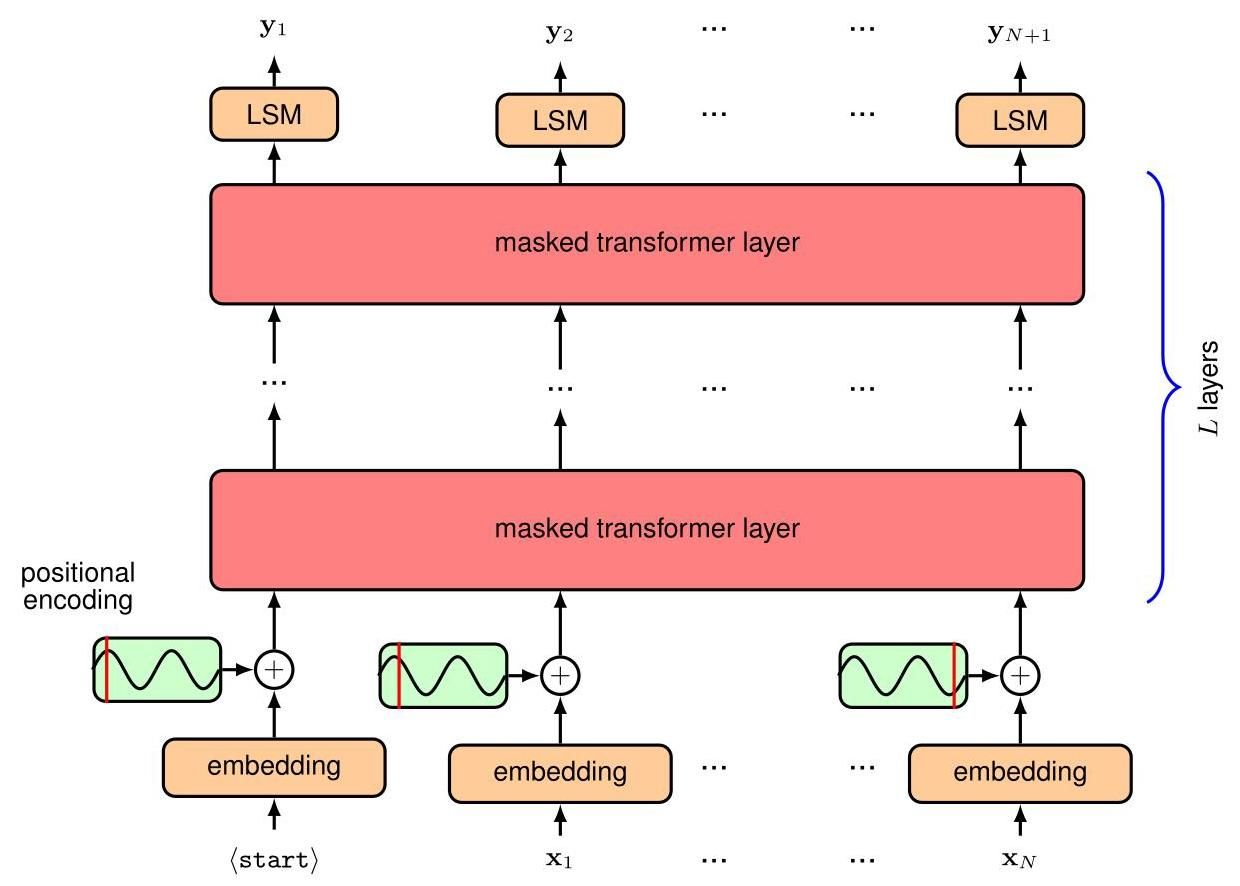 y₁ y₂ ... ... yN+1
LSM LSM ... ... LSM
masked transformer layer
... ... ... ... ...
L layers
masked transformer layer
positional
encoding
+ + +
embedding embedding ... ... embedding
⟨start⟩ x₁ ... ... xN